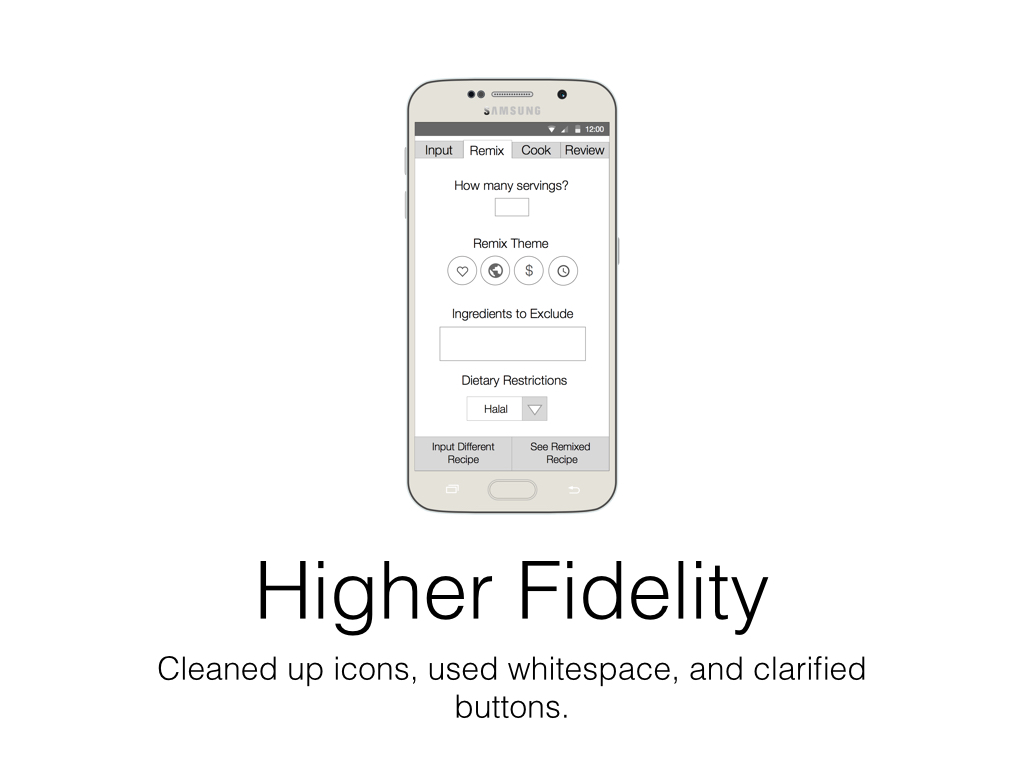 SAMSUNG
12:00
Input Remix Cook Review
How many servings?
Remix Theme
$
Ingredients to Exclude
Dietary Restrictions
Halal
Input Different See Remixed
Recipe Recipe
Higher Fidelity
Cleaned up icons, used whitespace, and clarified
buttons.